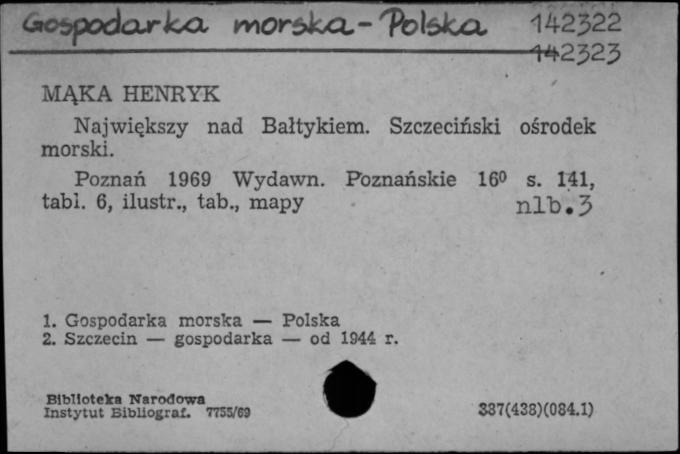 Gospodarka morska - Polska 142322
142323
MĄKA HENRYK
Największy nad Bałtykiem. Szczeciński ośrodek
morski.
Poznań 1969 Wydawn. Poznańskie 16⁰ s. 141,
tabl. 6, ilustr., tab., mapy nlb. 3
1. Gospodarka morska — Polska
2. Szczecin — gospodarka — od 1944 r.
Biblioteka Narodowa
Instytut Bibliograf. 7755/69
337(438)(084.1)